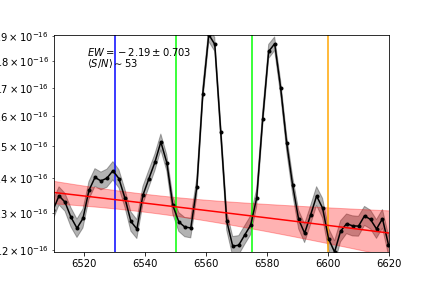 .9 × 10⁻¹⁶
EW = −2.19 ± 0.703
⟨S/N⟩ ~ 53
.8 × 10⁻¹⁶
.7 × 10⁻¹⁶
.6 × 10⁻¹⁶
.5 × 10⁻¹⁶
.4 × 10⁻¹⁶
.3 × 10⁻¹⁶
.2 × 10⁻¹⁶
6520 6540 6560 6580 6600 6620